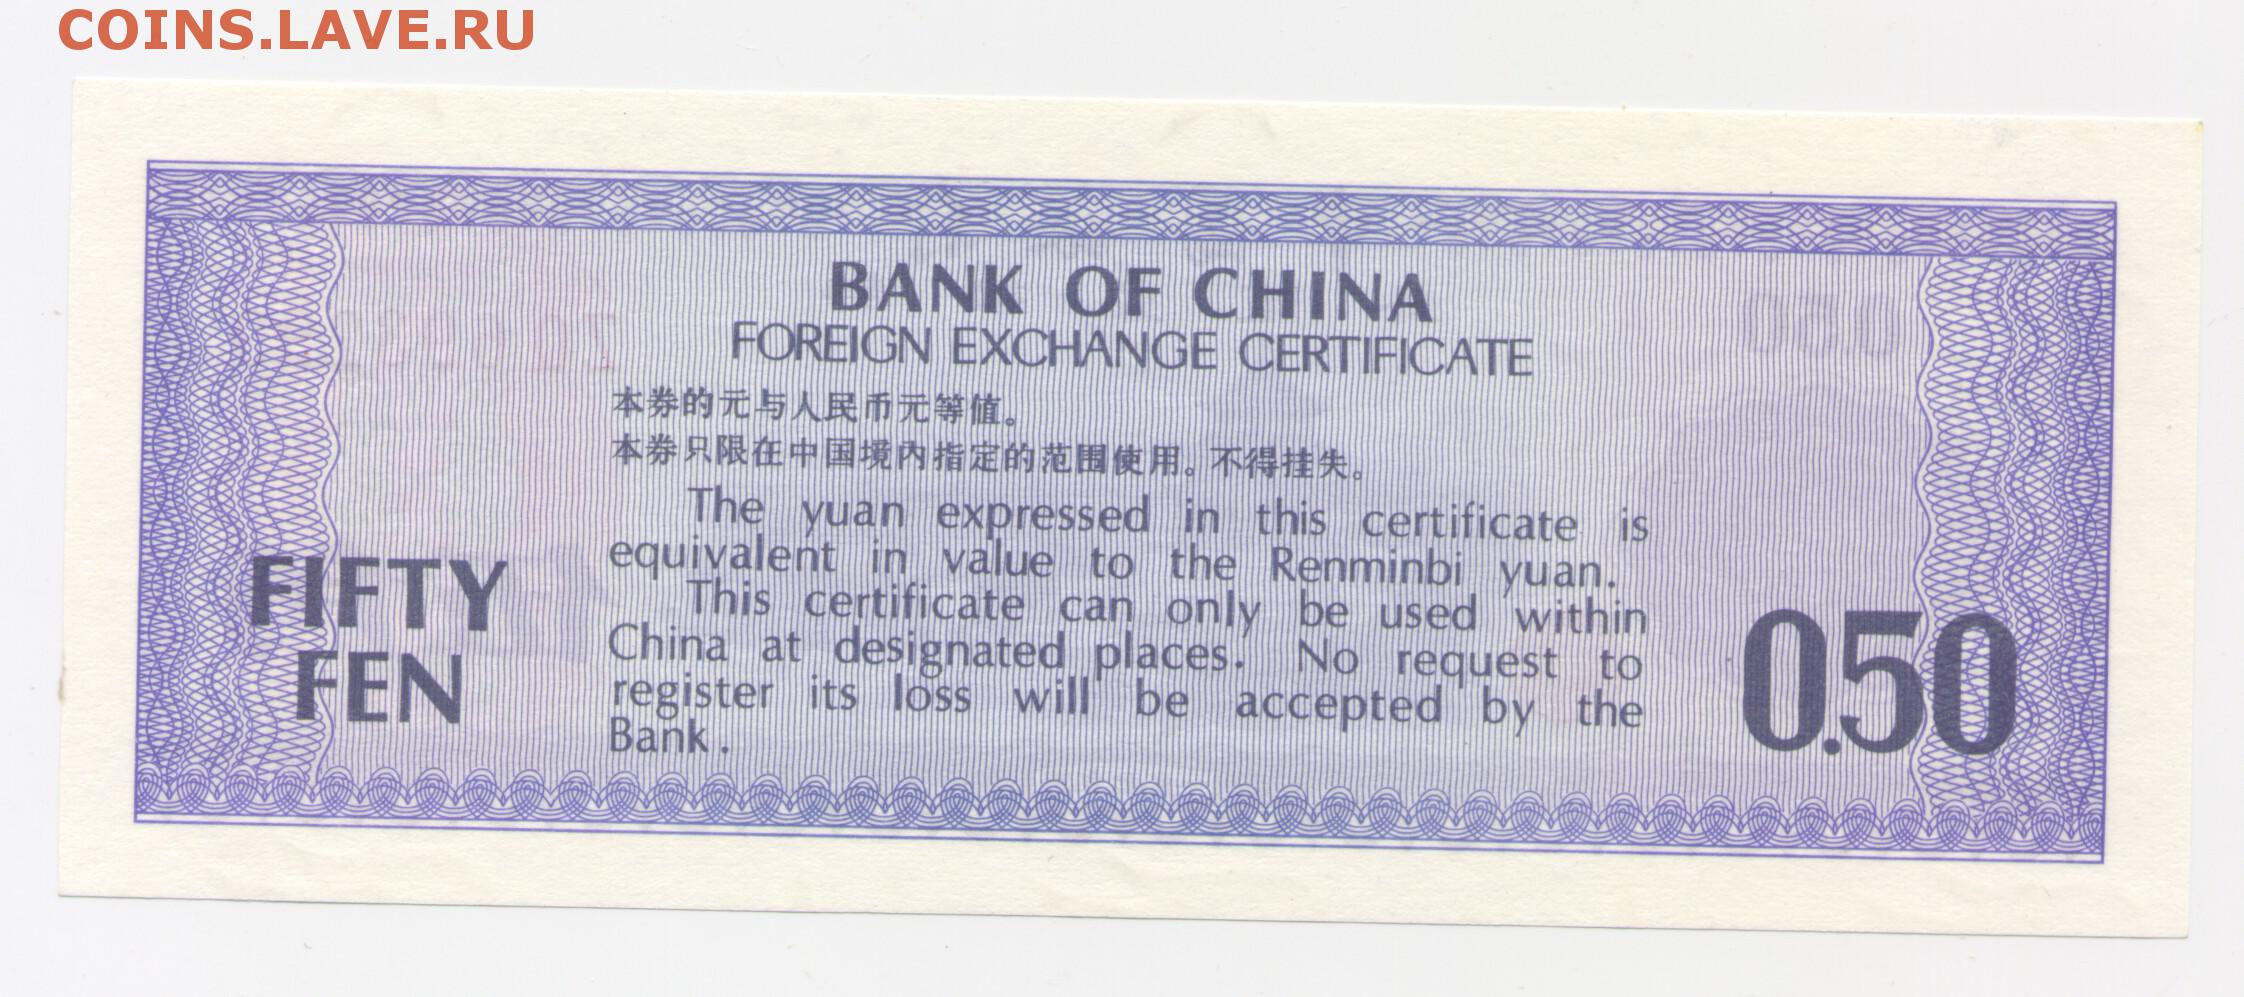 COINS.LAVE.RU
BANK OF CHINA
FOREIGN EXCHANGE CERTIFICATE
本券的元与人民币元等值。
本券只限在中国境内指定的范围使用。不得挂失。
The yuan expressed in this certificate is
equivalent in value to the Renminbi yuan.
This certificate can only be used within
China at designated places. No request to
register its loss will be accepted by the
Bank.
FIFTY
FEN
0.50